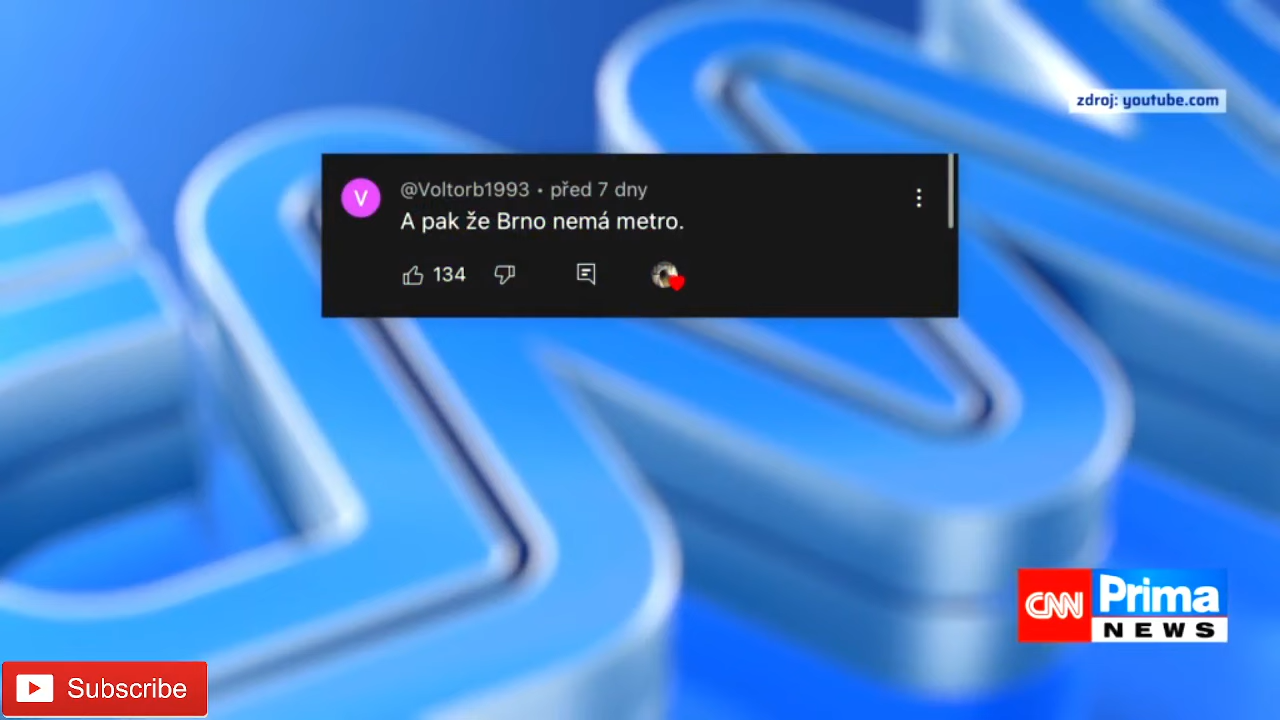 zdroj: youtube.com
V
@Voltorb1993 • před 7 dny
A pak že Brno nemá metro.
134
CNN Prima
NEWS
Subscribe